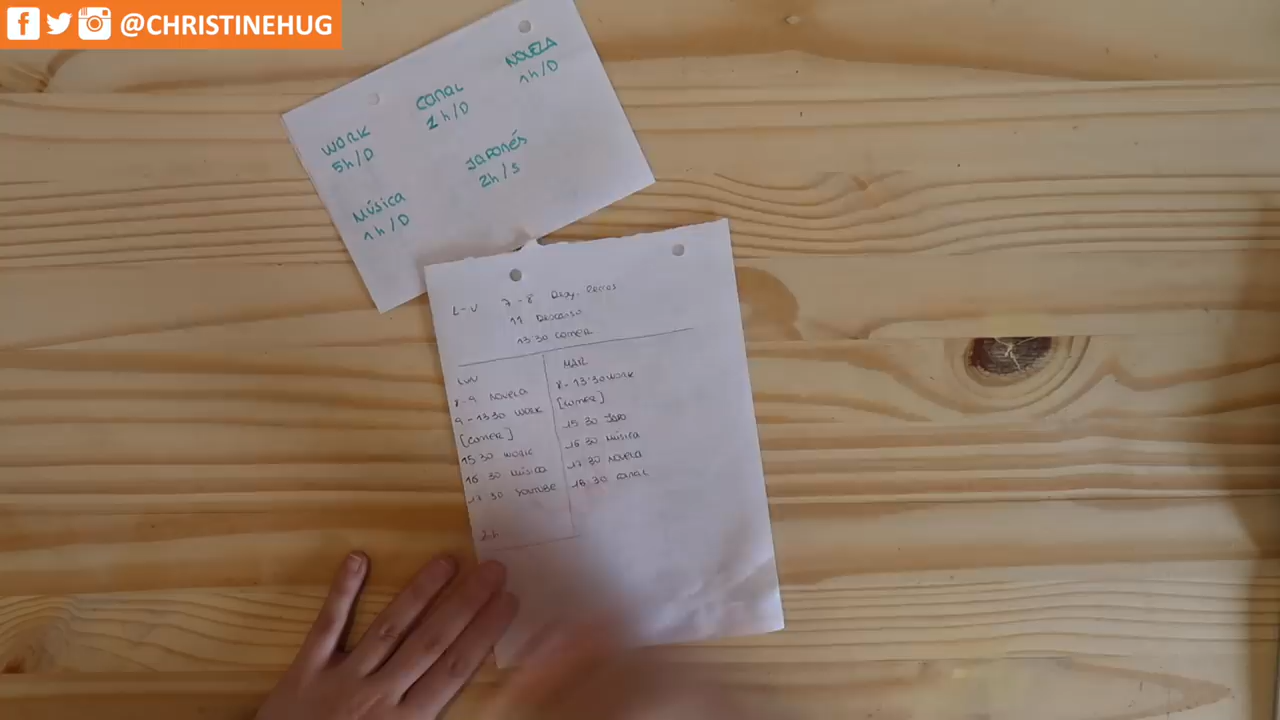 @CHRISTINEHUG
WORK
5h/D
CANAL
1h/D
NOVELA
1h/D
MÚSICA
1h/D
JAPONÉS
2h/S
L-V 7-8 Desay. Perros
11 Descanso
13'30 comer
LUN
8-9 NOVELA
9-13'30 WORK
[COMER]
15'30 WORK
16'30 MÚSICA
17'30 YOUTUBE
MAR
8-13'30 WORK
[COMER]
15'30 JAPO
16'30 MÚSICA
17'30 NOVELA
18'30 CANAL